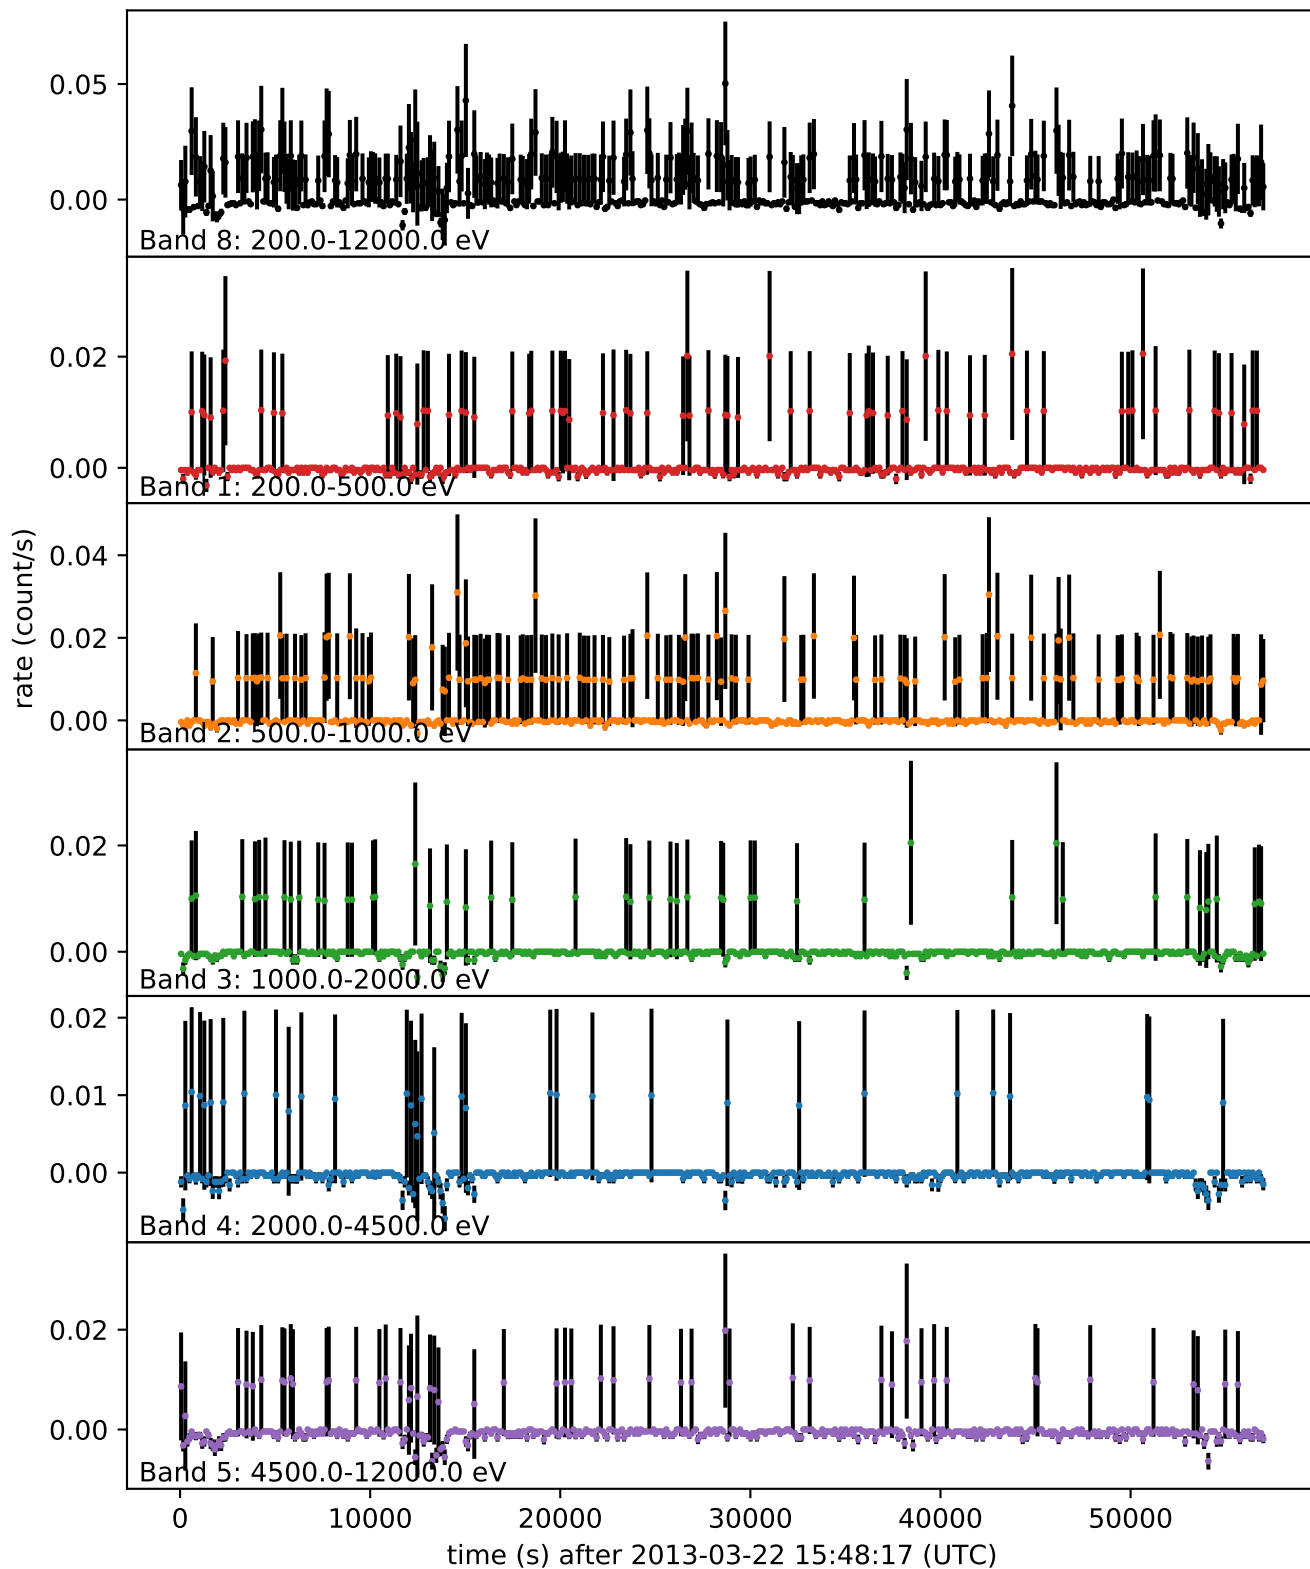 0.05
0.00
Band 8: 200.0-12000.0 eV
0.02
0.00
Band 1: 200.0-500.0 eV
rate (count/s)
0.04
0.02
0.00
Band 2: 500.0-1000.0 eV
0.02
0.00
Band 3: 1000.0-2000.0 eV
0.02
0.01
0.00
Band 4: 2000.0-4500.0 eV
0.02
0.00
Band 5: 4500.0-12000.0 eV
0 10000 20000 30000 40000 50000
time (s) after 2013-03-22 15:48:17 (UTC)